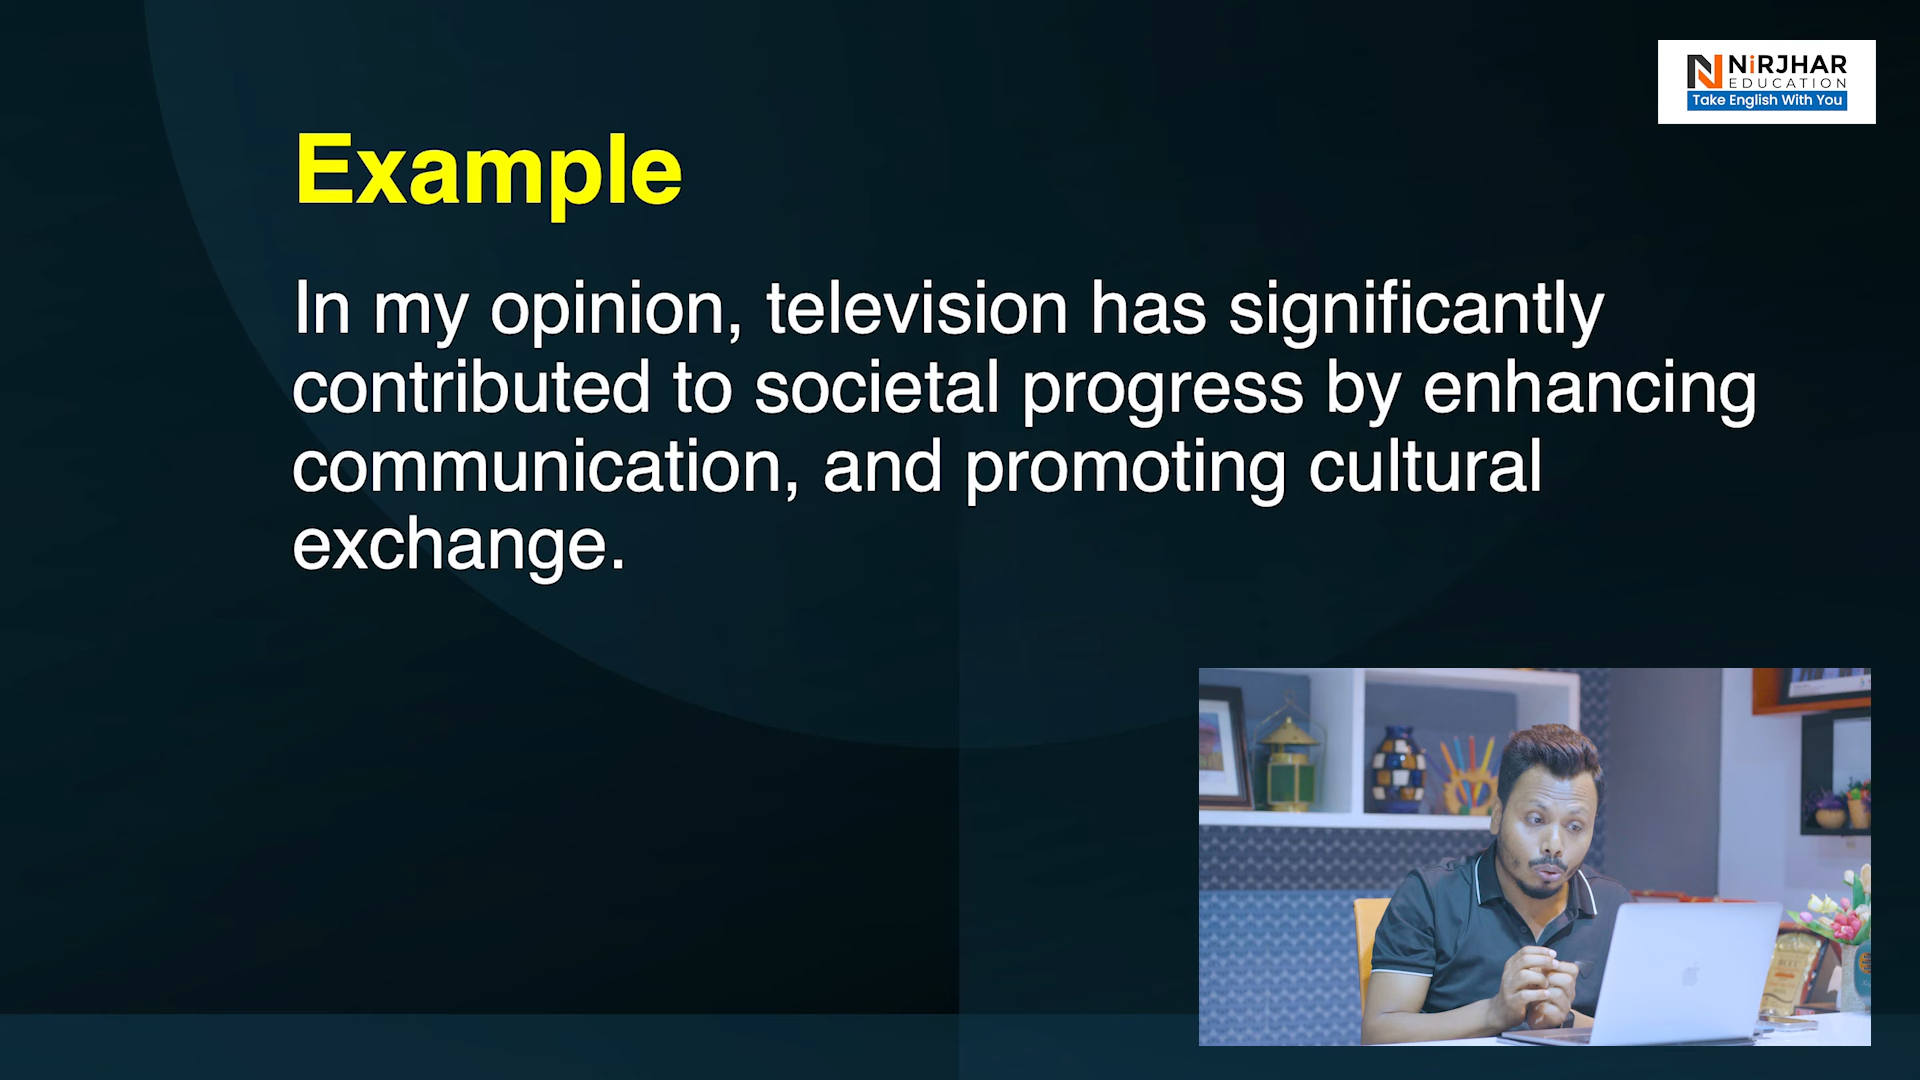 NiRJHAR
EDUCATION
Take English With You
Example
In my opinion, television has significantly
contributed to societal progress by enhancing
communication, and promoting cultural
exchange.